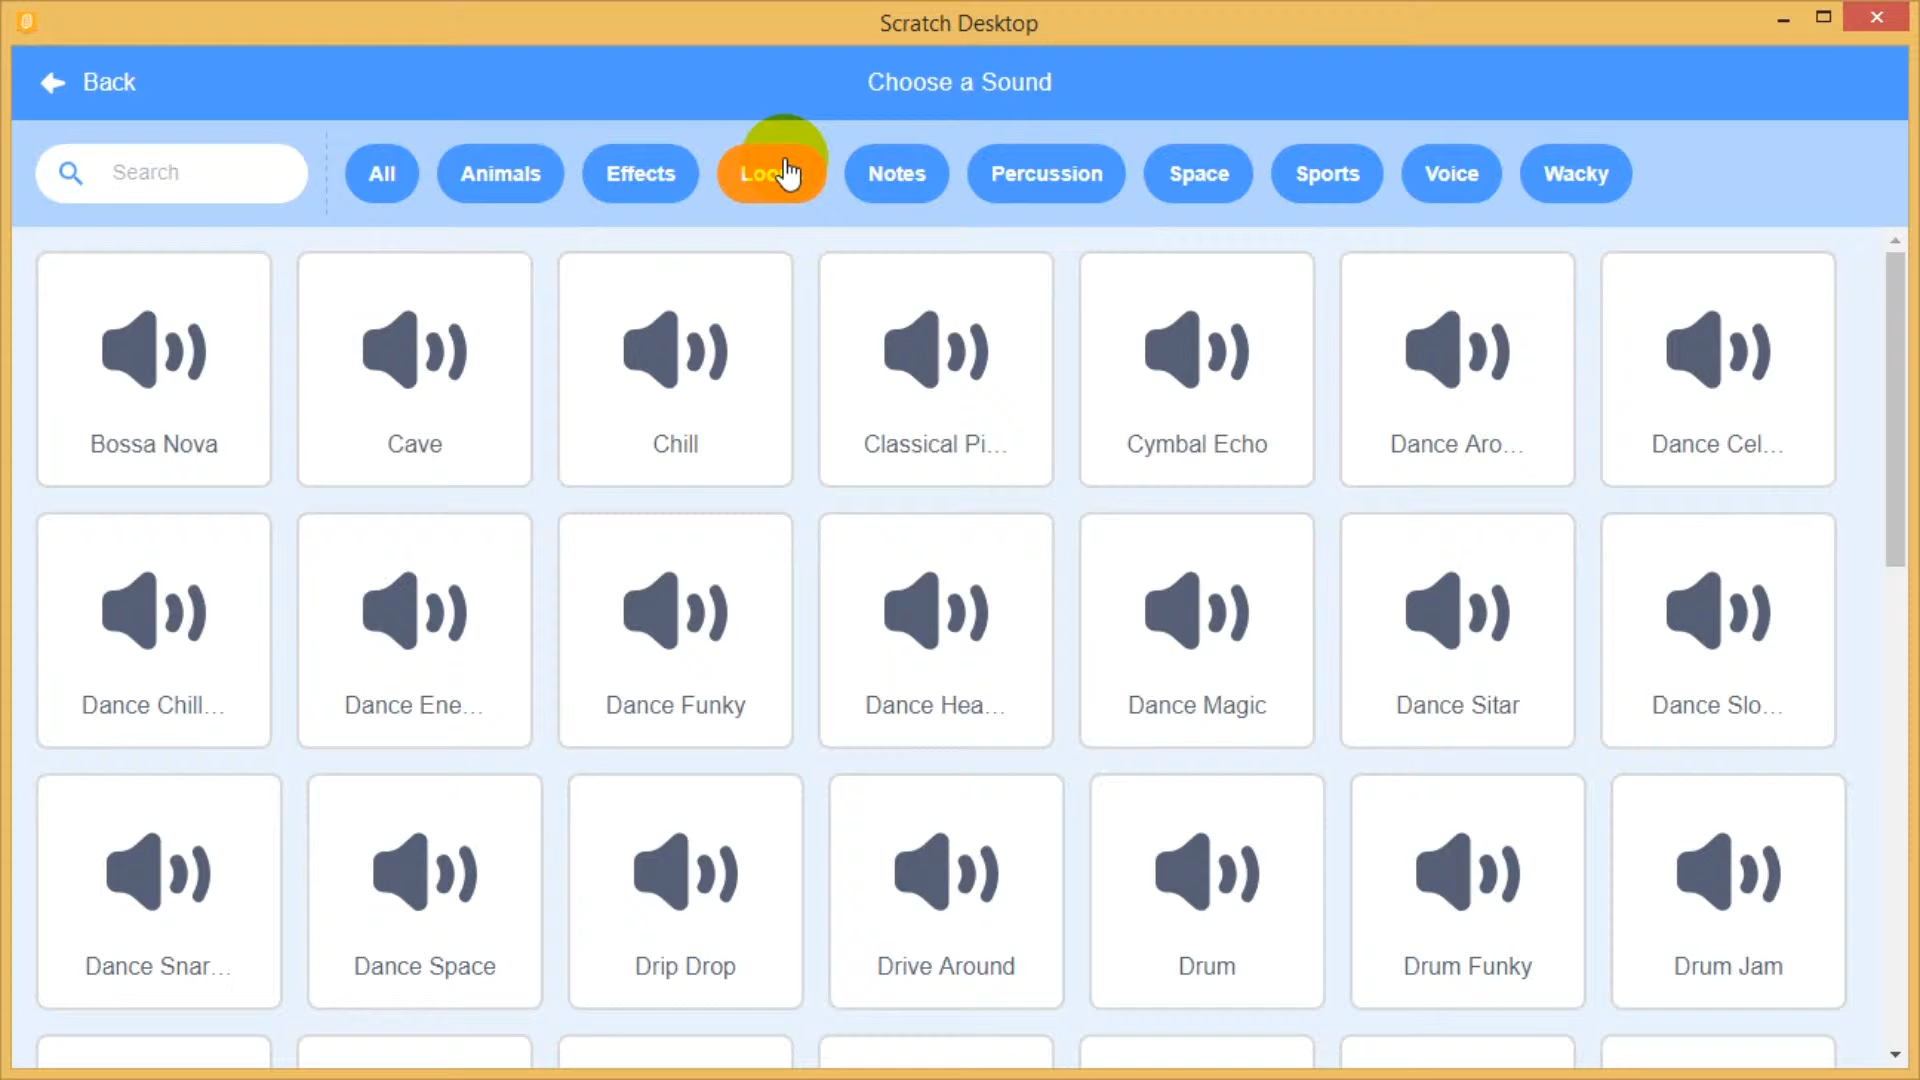 Scratch Desktop
Back
Choose a Sound
Search
All
Animals
Effects
Notes
Percussion
Space
Sports
Voice
Wacky
Bossa Nova
Cave
Chill
Classical Pi...
Cymbal Echo
Dance Aro...
Dance Cel...
Dance Chill...
Dance Ene...
Dance Funky
Dance Hea...
Dance Magic
Dance Sitar
Dance Slo...
Dance Snar...
Dance Space
Drip Drop
Drive Around
Drum
Drum Funky
Drum Jam